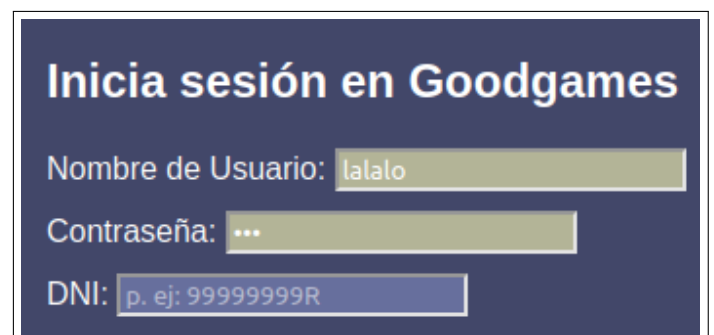 Inicia sesión en Goodgames
Nombre de Usuario: lalalo
Contraseña: •••
DNI: p. ej: 99999999R